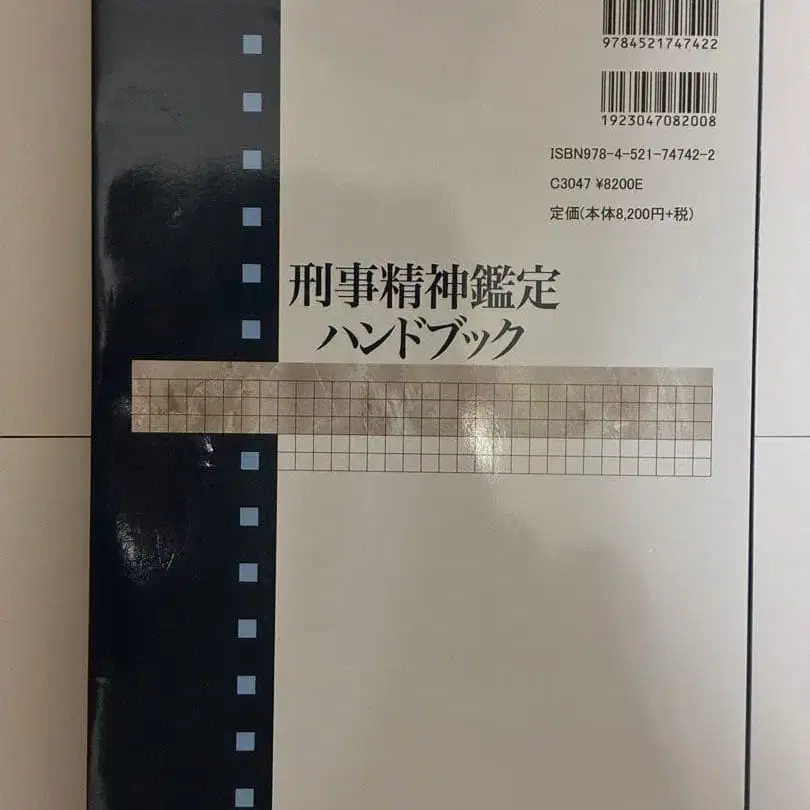 9784521747422
1923047082008
ISBN978-4-521-74742-2
C3047 ¥8200E
定価(本体8,200円+税)
刑事精神鑑定
ハンドブック